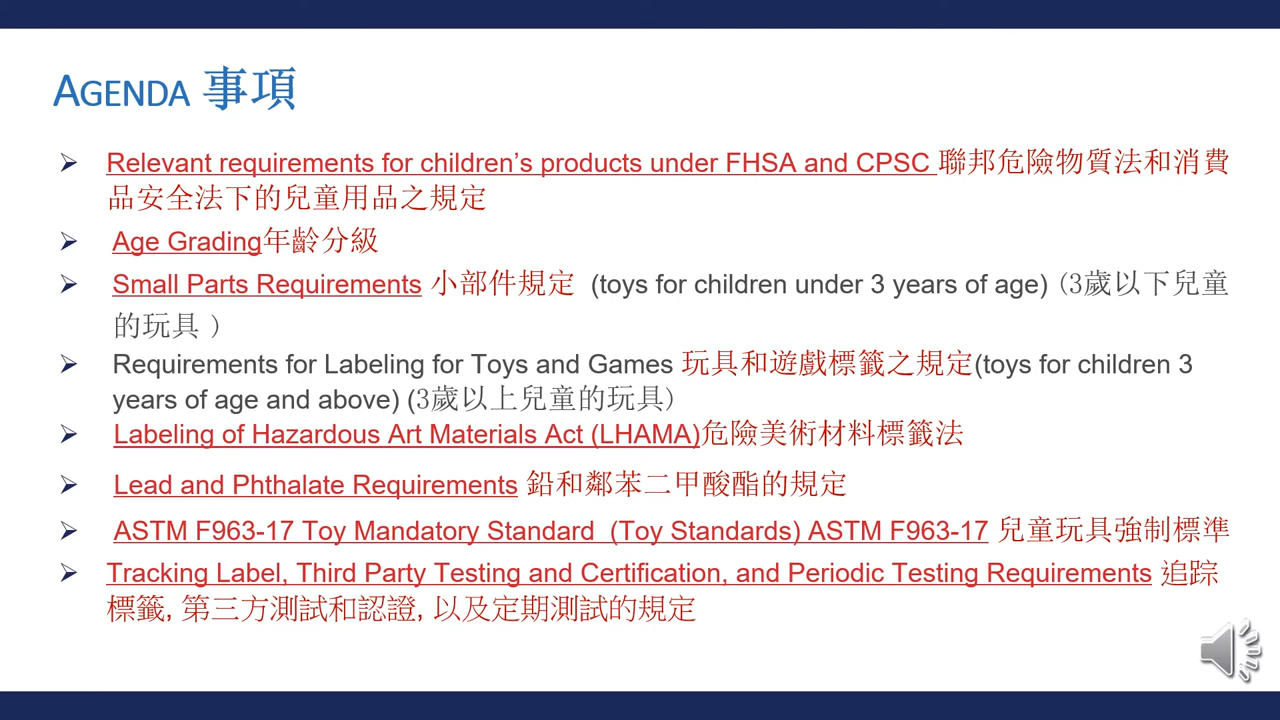 AGENDA 事項
Relevant requirements for children’s products under FHSA and CPSC 聯邦危險物質法和消費
品安全法下的兒童用品之規定
Age Grading年齡分級
Small Parts Requirements 小部件規定 (toys for children under 3 years of age) (3歲以下兒童
的玩具 )
Requirements for Labeling for Toys and Games 玩具和遊戲標籤之規定(toys for children 3
years of age and above) (3歲以上兒童的玩具)
Labeling of Hazardous Art Materials Act (LHAMA)危險美術材料標籤法
Lead and Phthalate Requirements 鉛和鄰苯二甲酸酯的規定
ASTM F963-17 Toy Mandatory Standard (Toy Standards) ASTM F963-17 兒童玩具強制標準
Tracking Label, Third Party Testing and Certification, and Periodic Testing Requirements 追踪
標籤, 第三方測試和認證, 以及定期測試的規定